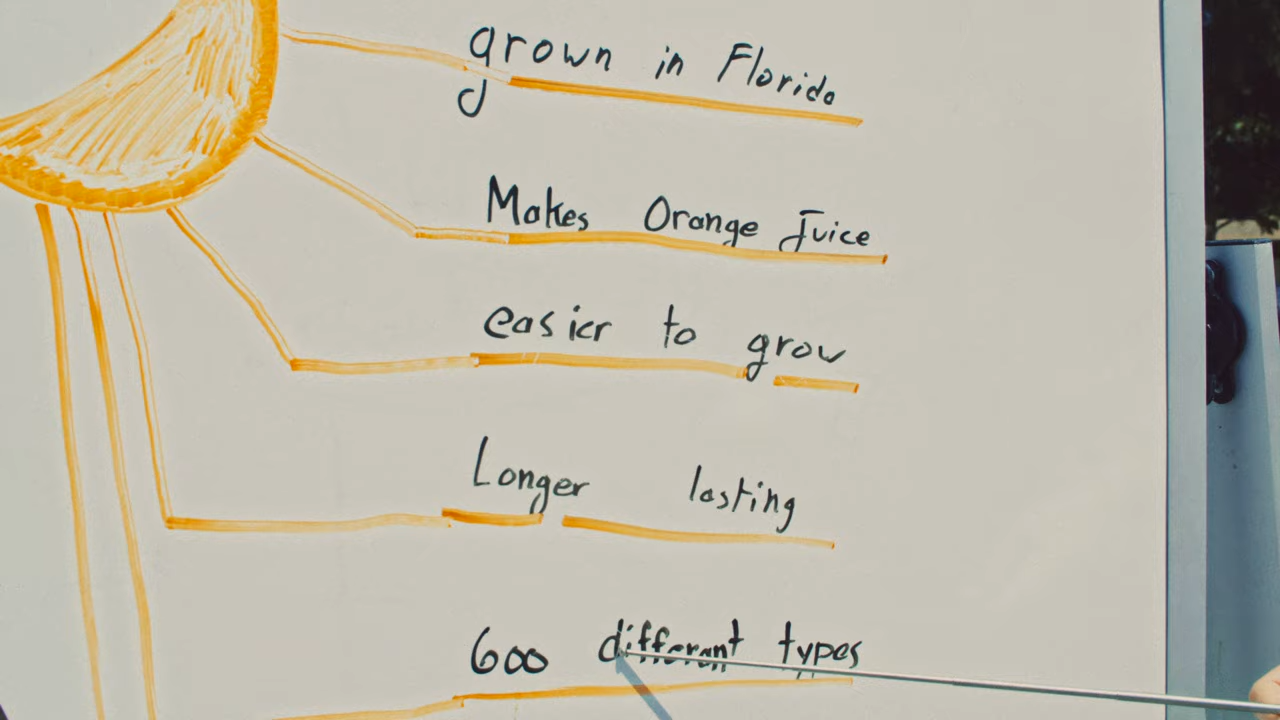 grown in Florida
Makes Orange Juice
easier to grow
Longer lasting
600 different types